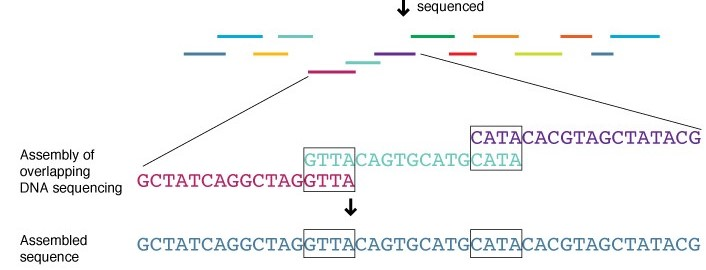 sequenced
CATACACGTAGCTATACG
Assembly of
overlapping
DNA sequencing
GTTACAGTGCATGCATA
GCTATCAGGCTAGGTTA
Assembled
sequence
GCTATCAGGCTAGGTTACAGTGCATGCATACACGTAGCTATACG